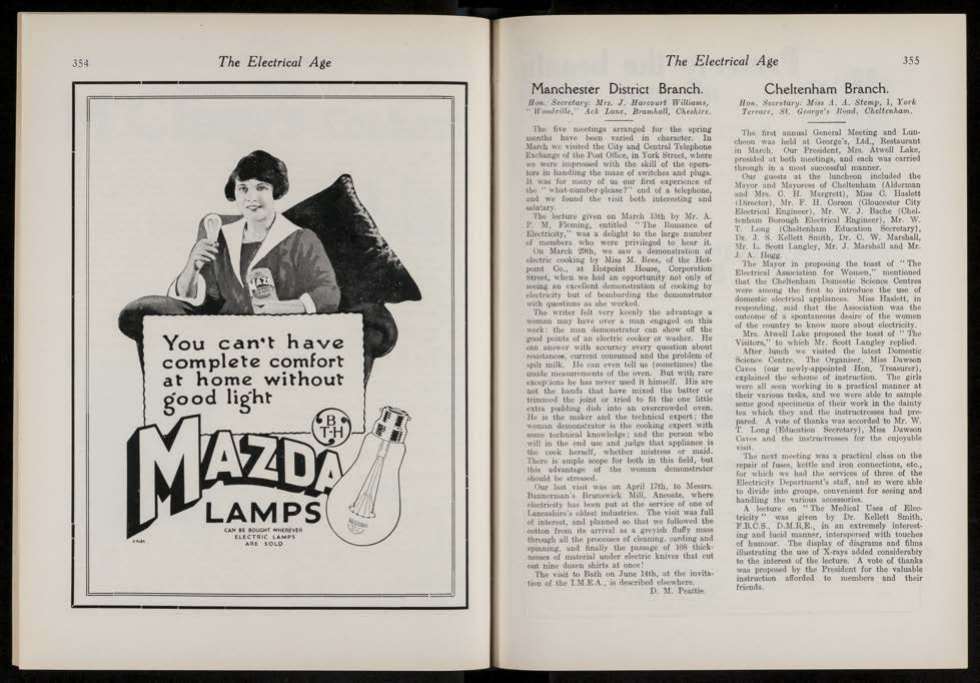 354
The Electrical Age
You can't have
complete comfort
at home without
good light
B
T-H
MAZDA
LAMPS
CAN BE BOUGHT WHEREVER
ELECTRIC LAMPS
ARE SOLD
The Electrical Age
355
Manchester District Branch.
Hon. Secretary: Mrs. J. Harcourt Williams,
"Woodville," Ack Lane, Bramhall, Cheshire.
The five meetings arranged for the spring
months have been varied in character. In
March we visited the City and Central Telephone
Exchange of the Post Office, in York Street, where
we were impressed with the skill of the opera-
tors in handling the maze of switches and plugs.
It was for many of us our first experience of
the "what-number-please?" end of a telephone,
and we found the visit both interesting and
salutary.
The lecture given on March 15th by Mr. A.
P. M. Fleming, entitled "The Romance of
Electricity," was a delight to the large number
of members who were privileged to hear it.
On March 29th, we saw a demonstration of
electric cooking by Miss M. Rees, of the Hot-
point Co., at Hotpoint House, Corporation
Street, when we had an opportunity not only of
seeing an excellent demonstration of cooking by
electricity but of bombarding the demonstrator
with questions as she worked.
The writer felt very keenly the advantage a
woman may have over a man engaged on this
work: the man demonstrator can show off the
good points of an electric cooker or washer. He
can answer with accuracy every question about
resistances, current consumed and the problem of
spilt milk. He can even tell us (sometimes) the
inside measurements of the oven. But with rare
exceptions he has never used it himself. His are
not the hands that have mixed the batter or
trimmed the joint or tried to fit the one little
extra pudding dish into an overcrowded oven.
He is the maker and the technical expert; the
woman demonstrator is the cooking expert with
some technical knowledge; and the person who
will in the end use and judge that appliance is
the cook herself, whether mistress or maid.
There is ample scope for both in this field, but
this advantage of the woman demonstrator
should be stressed.
Our last visit was on April 17th, to Messrs.
Bannerman's Brunswick Mill, Ancoats, where
electricity has been put at the service of one of
Lancashire's oldest industries. The visit was full
of interest, and planned so that we followed the
cotton from its arrival as a greyish fluffy mass
through all the processes of cleaning, carding and
spinning, and finally the passage of 108 thick-
nesses of material under electric knives that cut
out nine dozen shirts at once!
The visit to Bath on June 14th, at the invita-
tion of the I.M.E.A., is described elsewhere.
D. M. Peattie.
Cheltenham Branch.
Hon. Secretary: Miss A. A. Stemp, 1, York
Terrace, St. George's Road, Cheltenham.
The first annual General Meeting and Lun-
cheon was held at George's, Ltd., Restaurant
in March. Our President, Mrs. Atwell Lake,
presided at both meetings, and each was carried
through in a most successful manner.
Our guests at the luncheon included the
Mayor and Mayoress of Cheltenham (Alderman
and Mrs. C. H. Margrett), Miss C. Haslett
(Director), Mr. F. H. Corson (Gloucester City
Electrical Engineer), Mr. W. J. Bache (Chel-
tenham Borough Electrical Engineer), Mr. W.
T. Long (Cheltenham Education Secretary),
Dr. J. S. Kellett Smith, Dr. C. W. Marshall,
Mr. L. Scott Langley, Mr. J. Marshall and Mr.
J. A. Hogg.
The Mayor in proposing the toast of "The
Electrical Association for Women," mentioned
that the Cheltenham Domestic Science Centres
were among the first to introduce the use of
domestic electrical appliances. Miss Haslett, in
responding, said that the Association was the
outcome of a spontaneous desire of the women
of the country to know more about electricity.
Mrs. Atwell Lake proposed the toast of "The
Visitors," to which Mr. Scott Langley replied.
After lunch we visited the latest Domestic
Science Centre. The Organiser, Miss Dawson
Caves (our newly-appointed Hon. Treasurer),
explained the scheme of instruction. The girls
were all seen working in a practical manner at
their various tasks, and we were able to sample
some good specimens of their work in the dainty
tea which they and the instructresses had pre-
pared. A vote of thanks was accorded to Mr. W.
T. Long (Education Secretary), Miss Dawson
Caves and the instructresses for the enjoyable
visit.
The next meeting was a practical class on the
repair of fuses, kettle and iron connections, etc.,
for which we had the services of three of the
Electricity Department's staff, and so were able
to divide into groups, convenient for seeing and
handling the various accessories.
A lecture on "The Medical Uses of Elec-
tricity" was given by Dr. Kellett Smith,
F.R.C.S., D.M.R.E., in an extremely interest-
ing and lucid manner, interspersed with touches
of humour. The display of diagrams and films
illustrating the use of X-rays added considerably
to the interest of the lecture. A vote of thanks
was proposed by the President for the valuable
instruction afforded to members and their
friends.